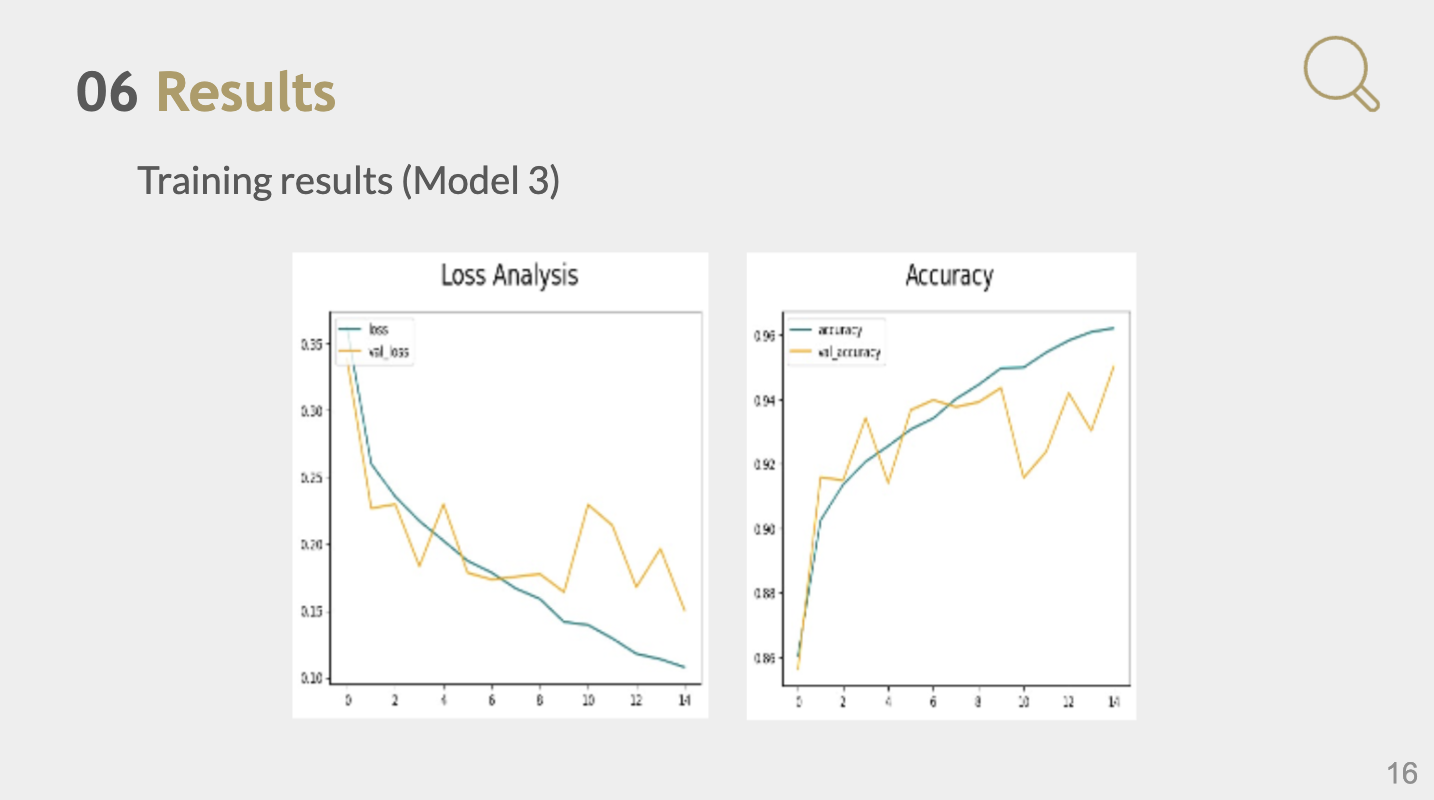 06 Results
Training results (Model 3)
Loss Analysis
loss
val_loss
0.35
0.30
0.25
0.20
0.15
0.10
0 2 4 6 8 10 12 14
Accuracy
accuracy
val_accuracy
0.96
0.94
0.92
0.90
0.88
0.86
0 2 4 6 8 10 12 14
16